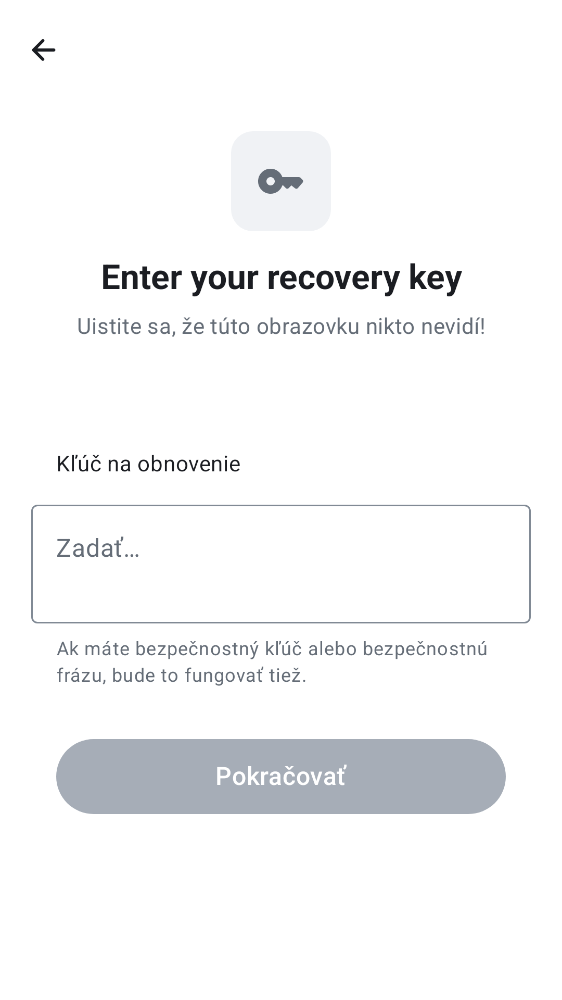 Enter your recovery key
Uistite sa, že túto obrazovku nikto nevidí!
Kľúč na obnovenie
Zadať…
Ak máte bezpečnostný kľúč alebo bezpečnostnú
frázu, bude to fungovať tiež.
Pokračovať